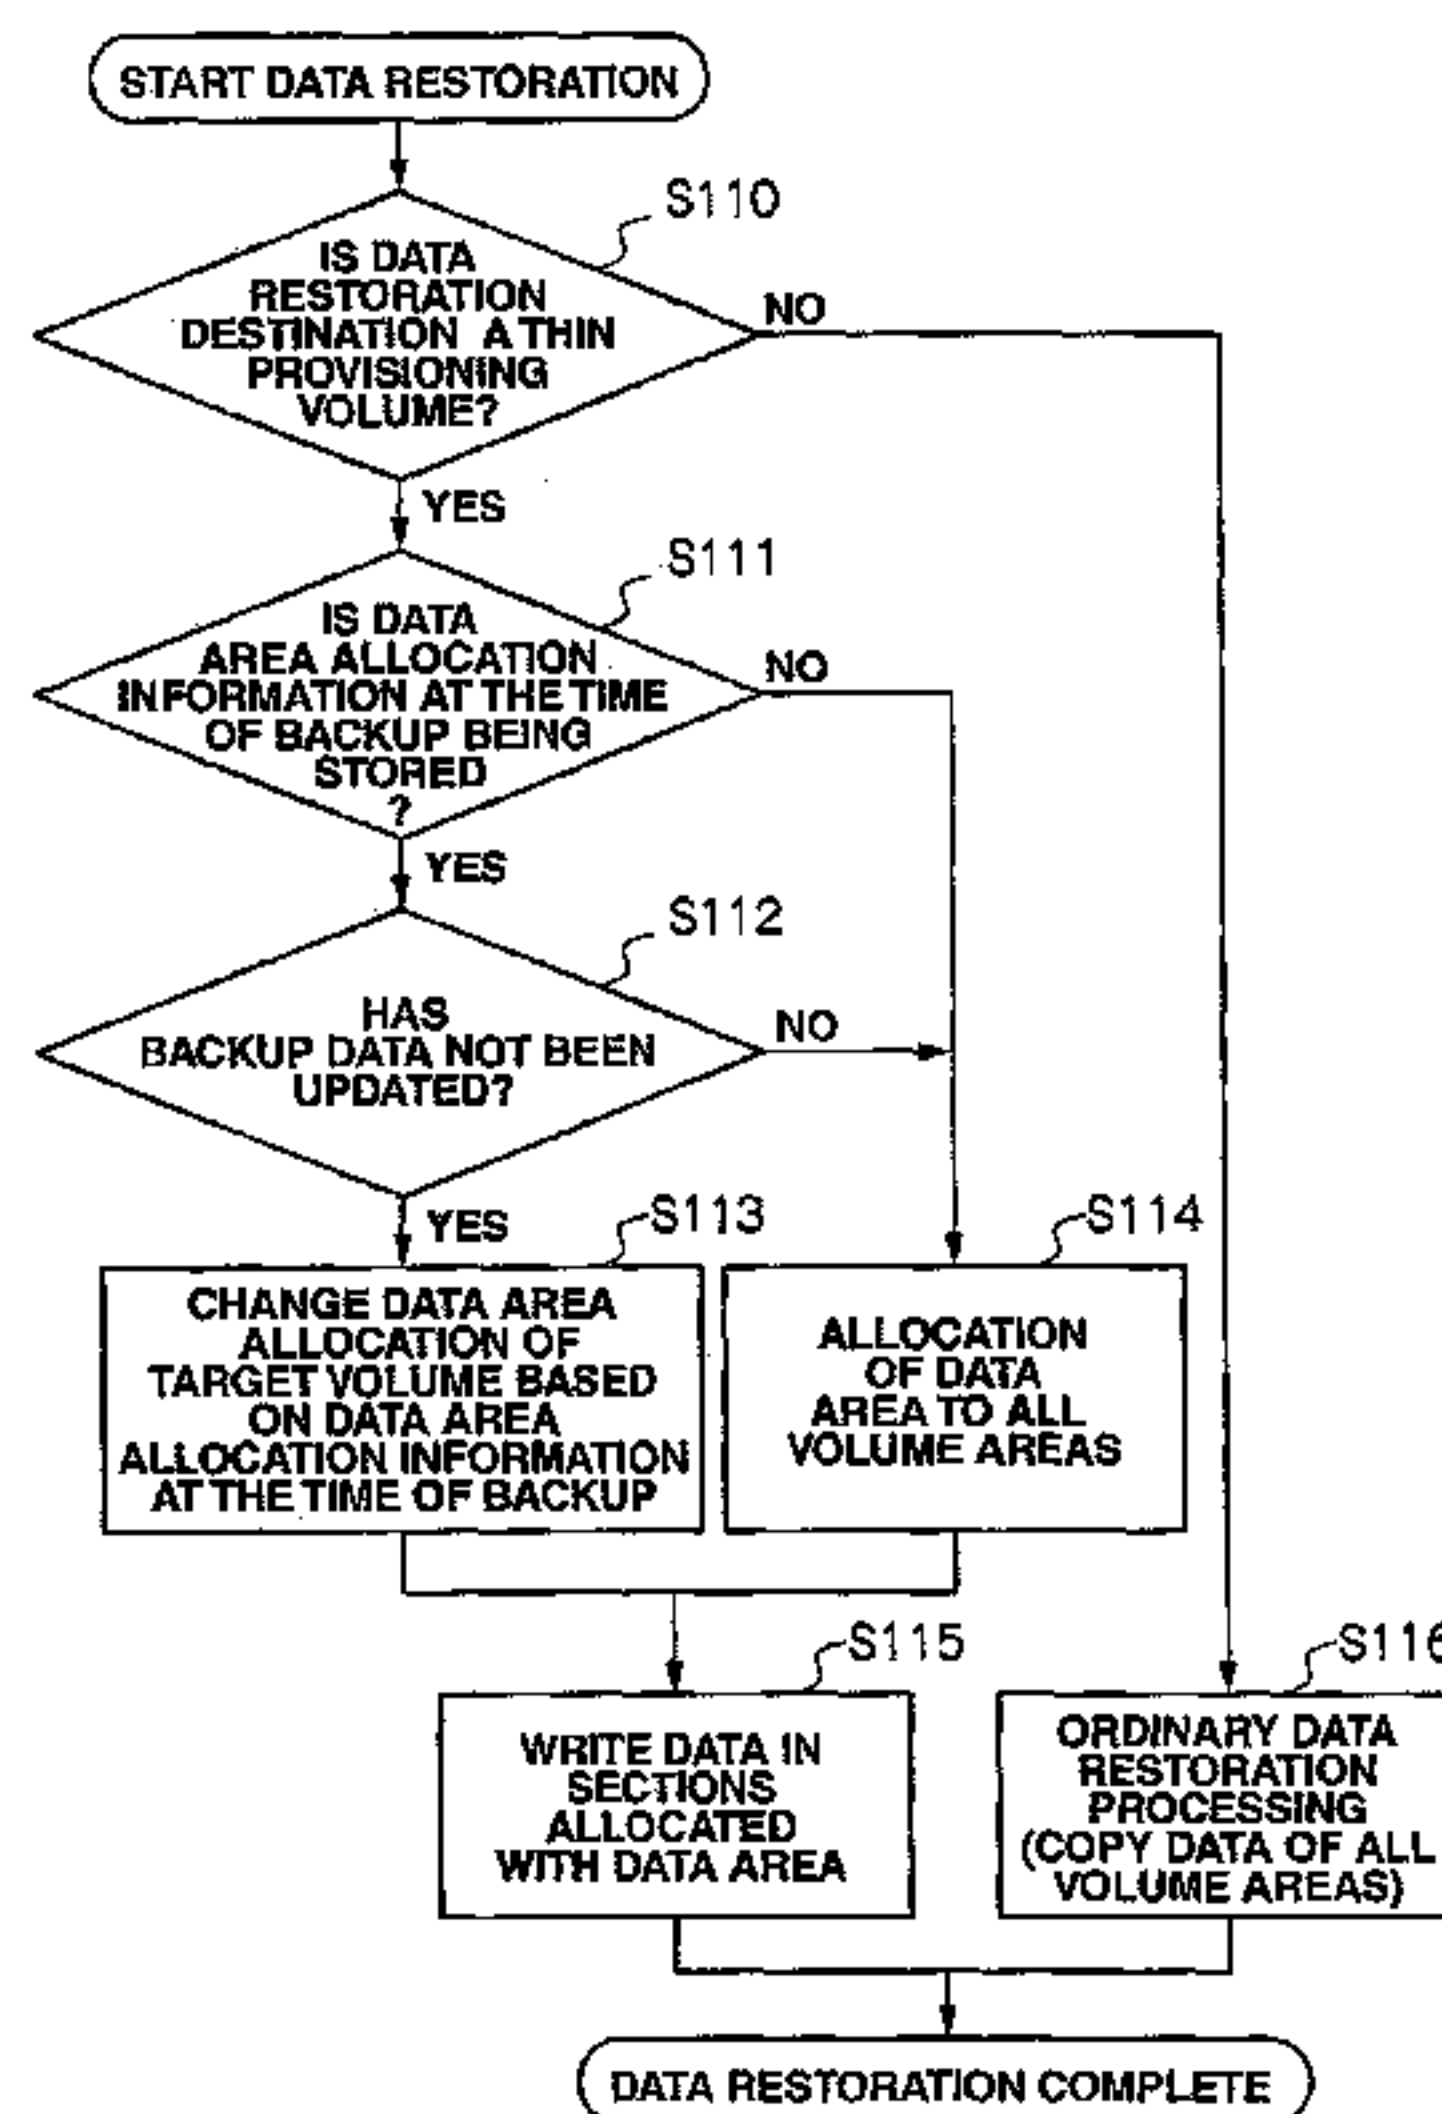 START DATA RESTORATION
S110
IS DATA
RESTORATION
DESTINATION A THIN
PROVISIONING
VOLUME?
NO
YES
S111
IS DATA
AREA ALLOCATION
INFORMATION AT THE TIME
OF BACKUP BEING
STORED
?
NO
YES
S112
HAS
BACKUP DATA NOT BEEN
UPDATED?
NO
YES
S113
CHANGE DATA AREA
ALLOCATION OF
TARGET VOLUME BASED
ON DATA AREA
ALLOCATION INFORMATION
AT THE TIME OF BACKUP
S114
ALLOCATION
OF DATA
AREA TO ALL
VOLUME AREAS
S115
WRITE DATA IN
SECTIONS
ALLOCATED
WITH DATA AREA
S116
ORDINARY DATA
RESTORATION
PROCESSING
(COPY DATA OF ALL
VOLUME AREAS)
DATA RESTORATION COMPLETE